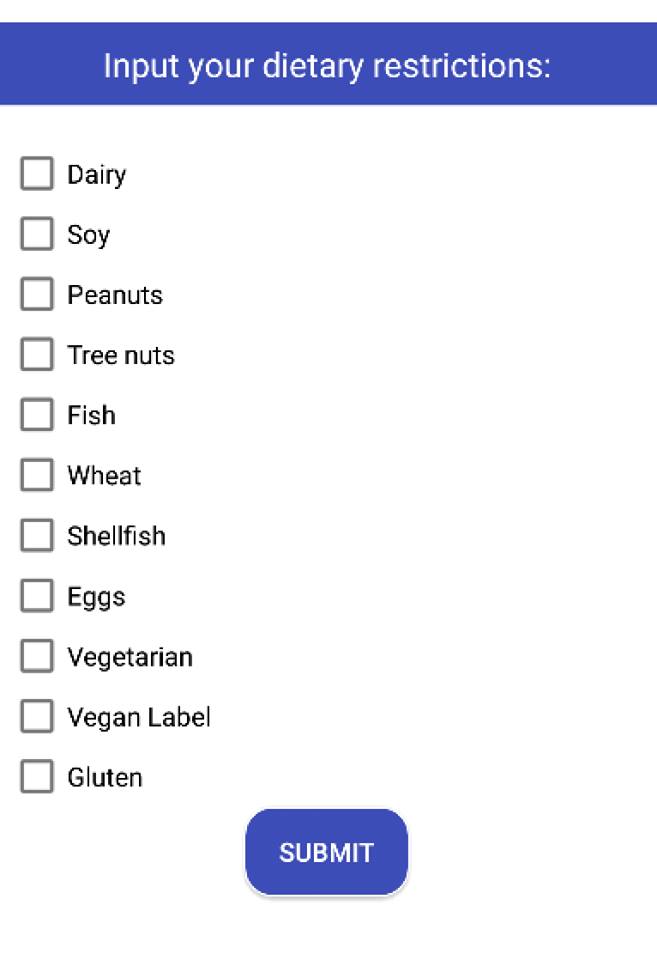 Input your dietary restrictions:
Dairy
Soy
Peanuts
Tree nuts
Fish
Wheat
Shellfish
Eggs
Vegetarian
Vegan Label
Gluten
SUBMIT